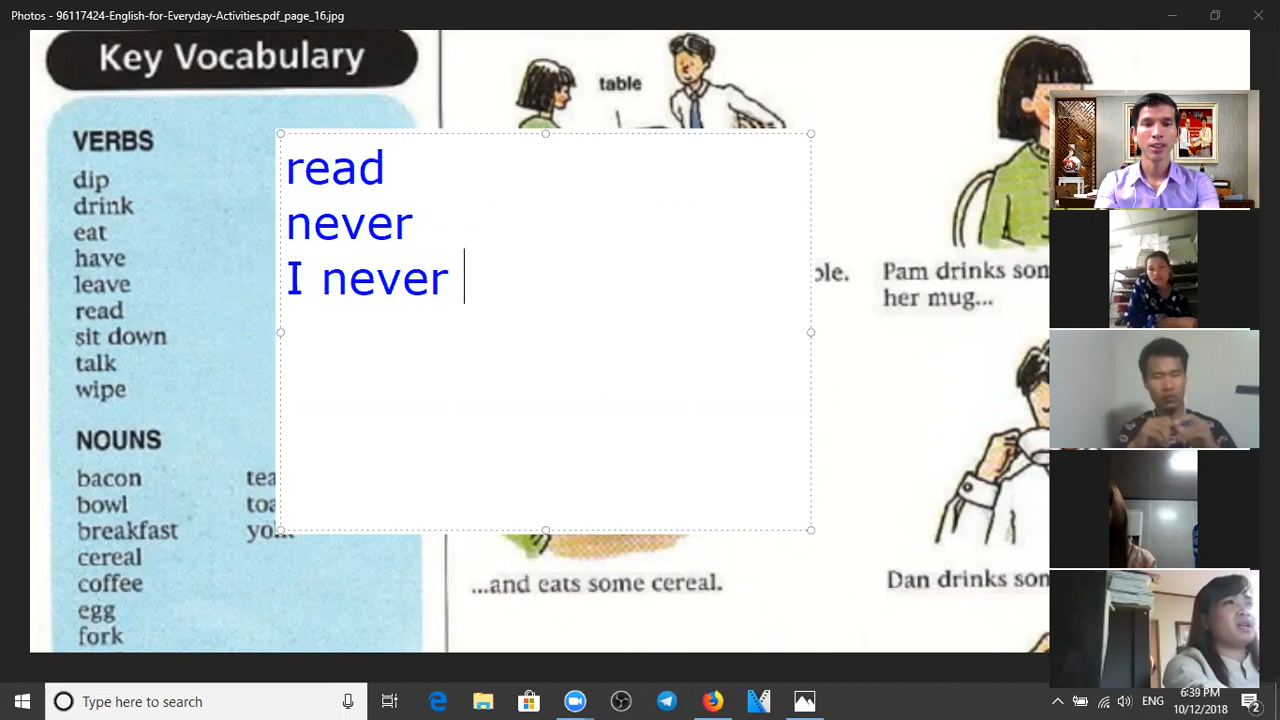 Photos - 96117424-English-for-Everyday-Activities.pdf_page_16.jpg
Key Vocabulary
VERBS
dip
drink
eat
have
leave
read
sit down
talk
wipe
NOUNS
bacon
bowl
breakfast
cereal
coffee
egg
fork
table
read
never
I never
Pam drinks
her mug...
...and eats some cereal.
Dan drinks
Type here to search
ENG
6:39 PM
10/12/2018
2